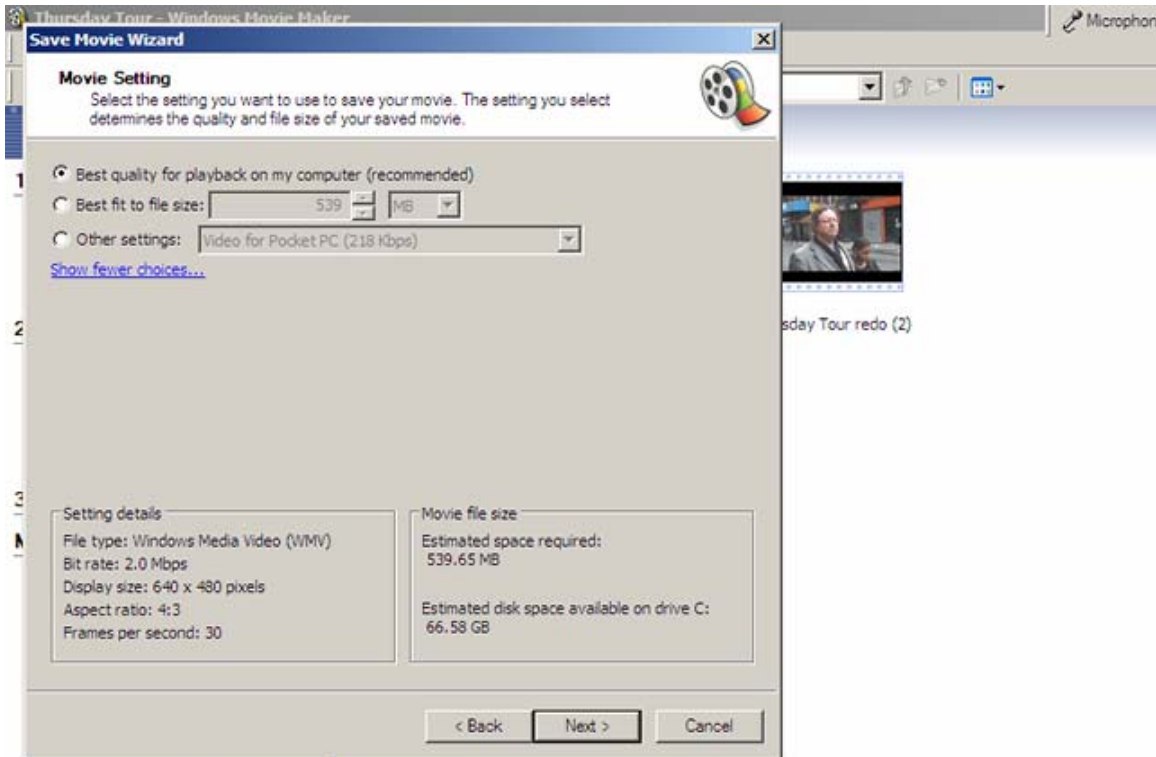 Thursday Tour - Windows Movie Maker
Microphon
Save Movie Wizard
Movie Setting
Select the setting you want to use to save your movie. The setting you select
determines the quality and file size of your saved movie.
Best quality for playback on my computer (recommended)
Best fit to file size: 539 MB
Other settings: Video for Pocket PC (218 Kbps)
Show fewer choices...
1
2
3
sday Tour redo (2)
Setting details
File type: Windows Media Video (WMV)
Bit rate: 2.0 Mbps
Display size: 640 x 480 pixels
Aspect ratio: 4:3
Frames per second: 30
Movie file size
Estimated space required:
539.65 MB
Estimated disk space available on drive C:
66.58 GB
< Back
Next >
Cancel